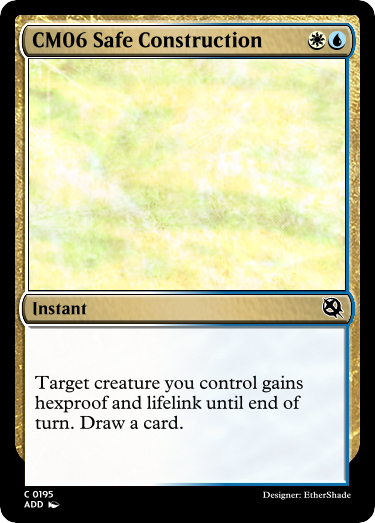 CM06 Safe Construction
Instant
Target creature you control gains
hexproof and lifelink until end of
turn. Draw a card.
C 0195
ADD
Designer: EtherShade